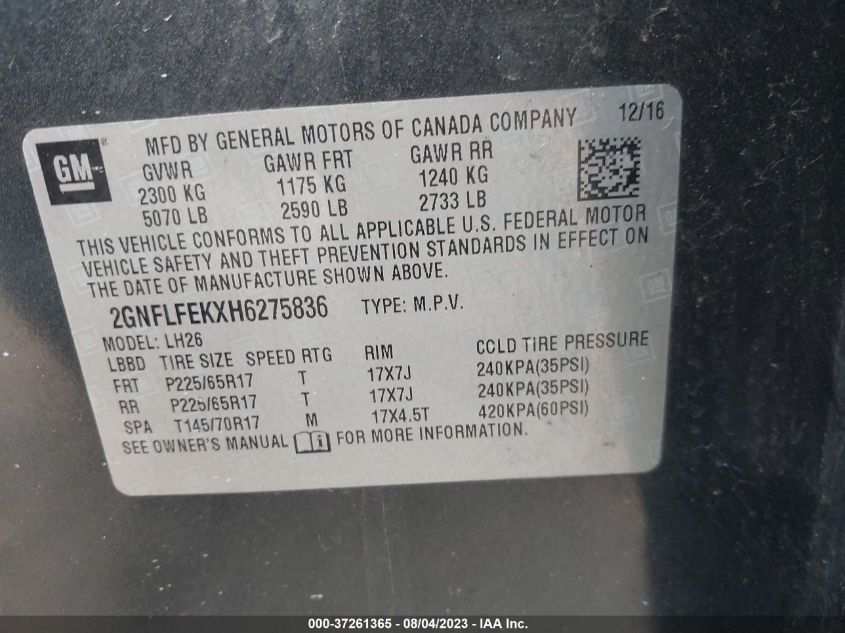 GM
MFD BY GENERAL MOTORS OF CANADA COMPANY 12/16
GVWR GAWR FRT GAWR RR
2300 KG 1175 KG 1240 KG
5070 LB 2590 LB 2733 LB
THIS VEHICLE CONFORMS TO ALL APPLICABLE U.S. FEDERAL MOTOR
VEHICLE SAFETY AND THEFT PREVENTION STANDARDS IN EFFECT ON
THE DATE OF MANUFACTURE SHOWN ABOVE.
2GNFLFEKXH6275836 TYPE: M.P.V.
MODEL: LH26
LBBD TIRE SIZE SPEED RTG RIM COLD TIRE PRESSURE
FRT P225/65R17 T 17X7J 240KPA(35PSI)
RR P225/65R17 T 17X7J 240KPA(35PSI)
SPA T145/70R17 M 17X4.5T 420KPA(60PSI)
SEE OWNER'S MANUAL i FOR MORE INFORMATION.
000-37261365 - 08/04/2023 - IAA Inc.